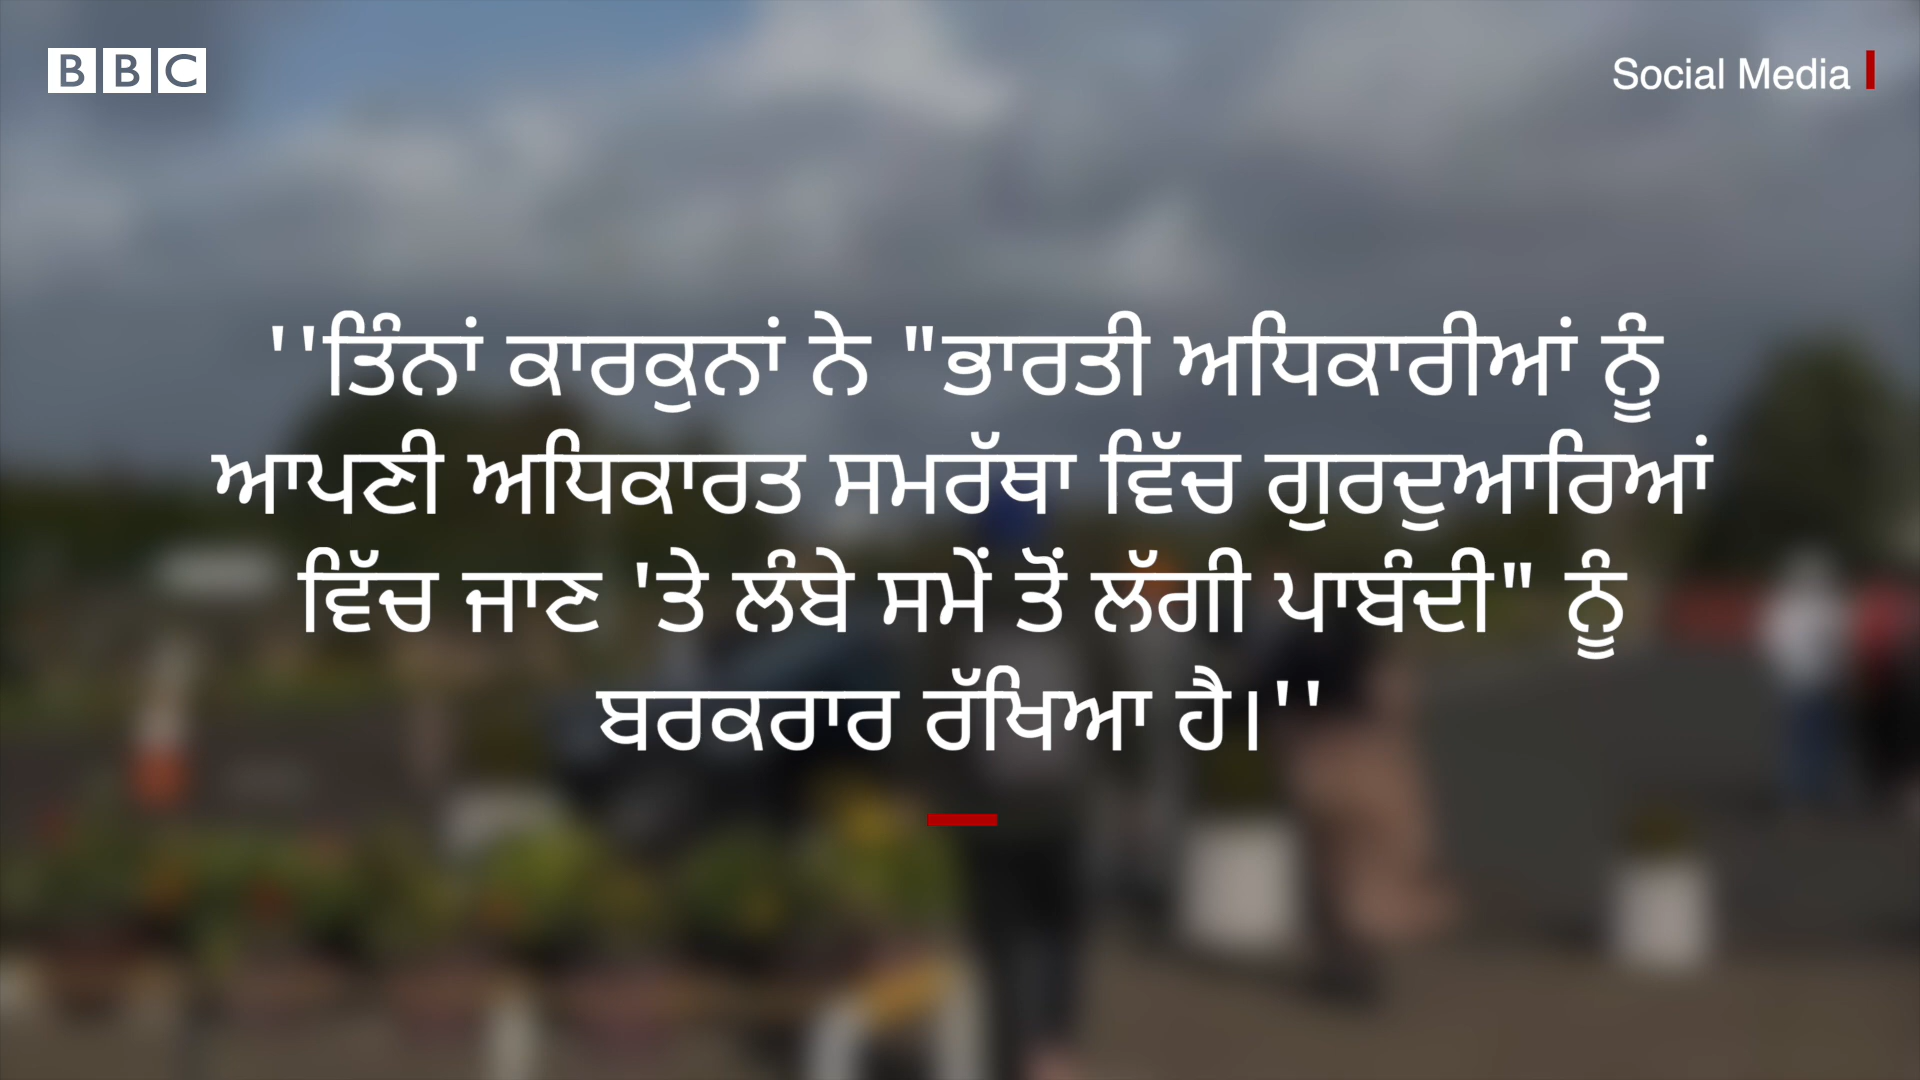 BBC
Social Media
''ਤਿੰਨਾਂ ਕਾਰਕੁਨਾਂ ਨੇ "ਭਾਰਤੀ ਅਧਿਕਾਰੀਆਂ ਨੂੰ
ਆਪਣੀ ਅਧਿਕਾਰਤ ਸਮਰੱਥਾ ਵਿੱਚ ਗੁਰਦੁਆਰਿਆਂ
ਵਿੱਚ ਜਾਣ 'ਤੇ ਲੰਬੇ ਸਮੇਂ ਤੋਂ ਲੱਗੀ ਪਾਬੰਦੀ" ਨੂੰ
ਬਰਕਰਾਰ ਰੱਖਿਆ ਹੈ।''